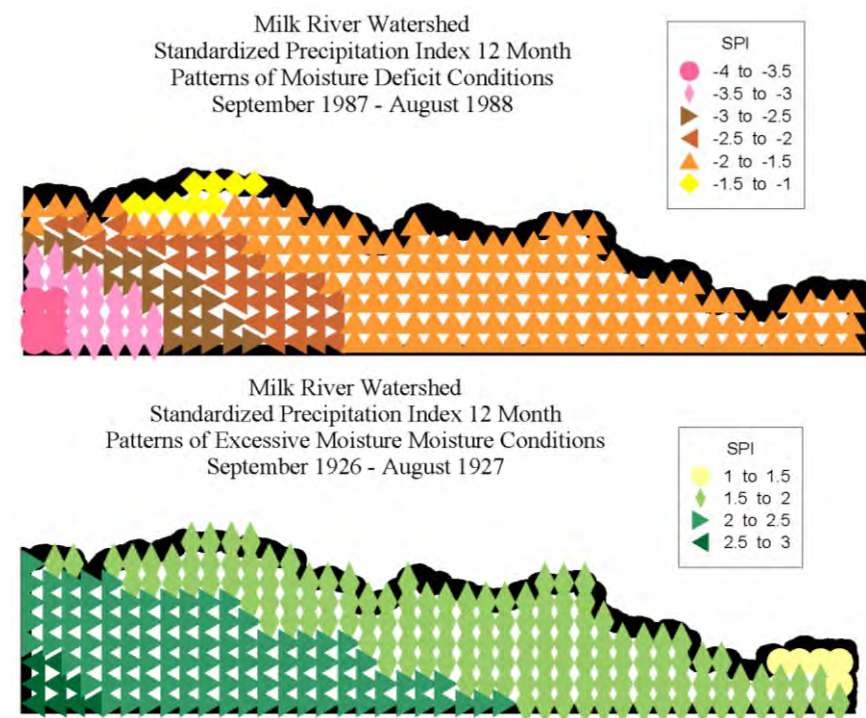 Milk River Watershed
Standardized Precipitation Index 12 Month
Patterns of Moisture Deficit Conditions
September 1987 - August 1988
SPI
-4 to -3.5
-3.5 to -3
-3 to -2.5
-2.5 to -2
-2 to -1.5
-1.5 to -1
Milk River Watershed
Standardized Precipitation Index 12 Month
Patterns of Excessive Moisture Moisture Conditions
September 1926 - August 1927
SPI
1 to 1.5
1.5 to 2
2 to 2.5
2.5 to 3